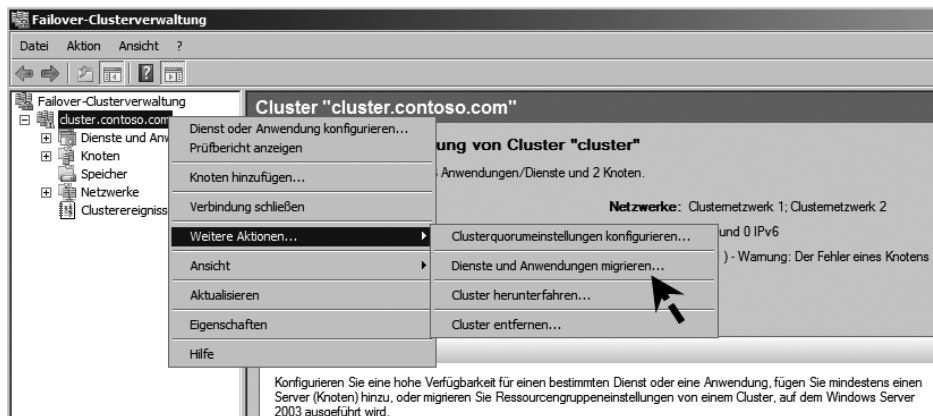 Failover-Clusterverwaltung
Datei Aktion Ansicht ?
Failover-Clusterverwaltung
cluster.contoso.com
Dienste und
Knoten
Speicher
Netzwerke
Cluster "cluster.contoso.com"
Dienst oder Anwendung konfigurieren...
Prüfbericht anzeigen
Knoten hinzufügen...
Verbindung schließen
Weitere Aktionen...
Ansicht
Aktualisieren
Eigenschaften
Hilfe
von Cluster "cluster"
Anwendungen/Dienste und 2 Knoten.
Netzwerke: Clusternetzwerk 1; Clusternetzwerk 2
und 0 IPv6
) - Warnung: Der Fehler eines Knotens
Clusterquorumeinstellungen konfigurieren...
Dienste und Anwendungen migrieren...
Cluster herunterfahren...
Cluster entfernen...
Konfigurieren Sie eine hohe Verfügbarkeit für einen bestimmten Dienst oder eine Anwendung, fügen Sie mindestens einen
Server (Knoten) hinzu, oder migrieren Sie Ressourcengruppeneinstellungen von einem Cluster, auf dem Windows Server
2003 ausgeführt wird.